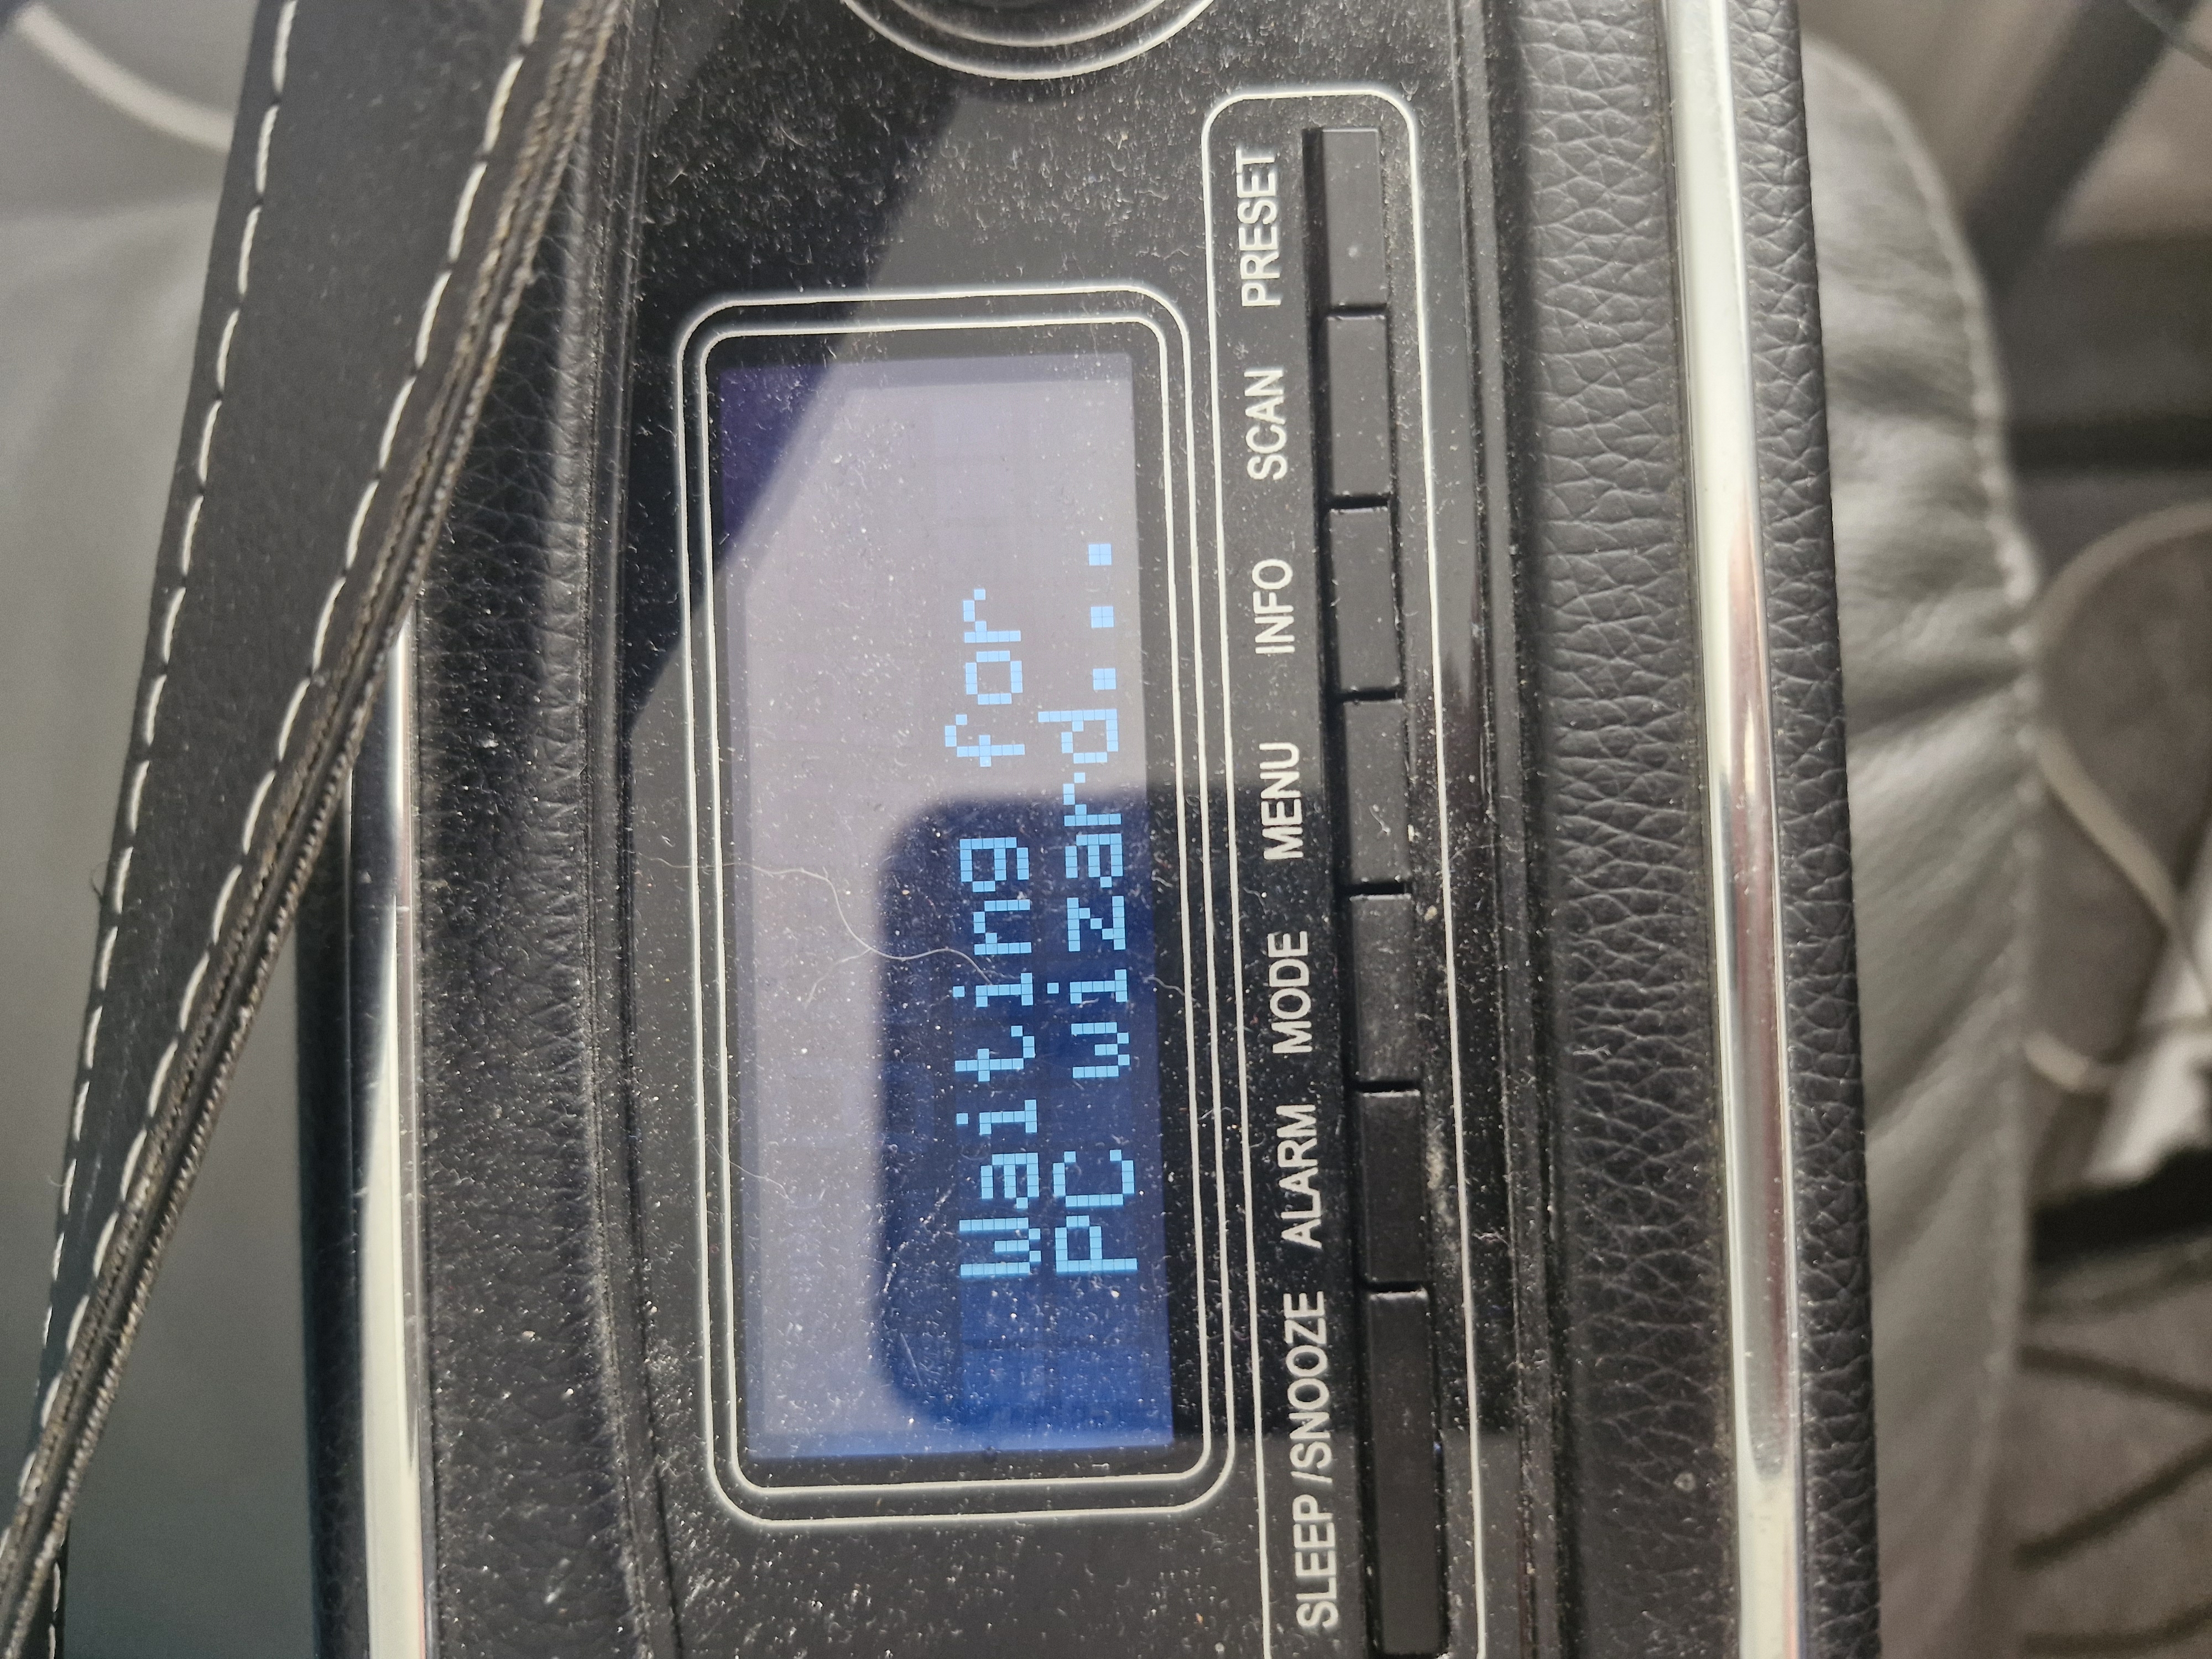 Waiting for
PC wizard...
SLEEP/SNOOZE ALARM MODE MENU INFO SCAN PRESET